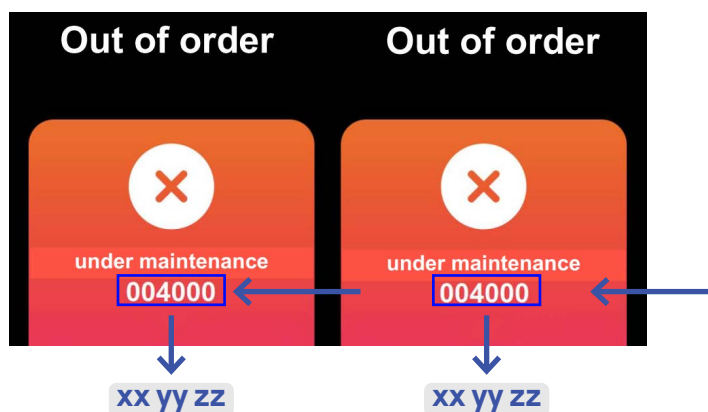 Out of order
Out of order
under maintenance
004000
under maintenance
004000
xx yy zz
xx yy zz